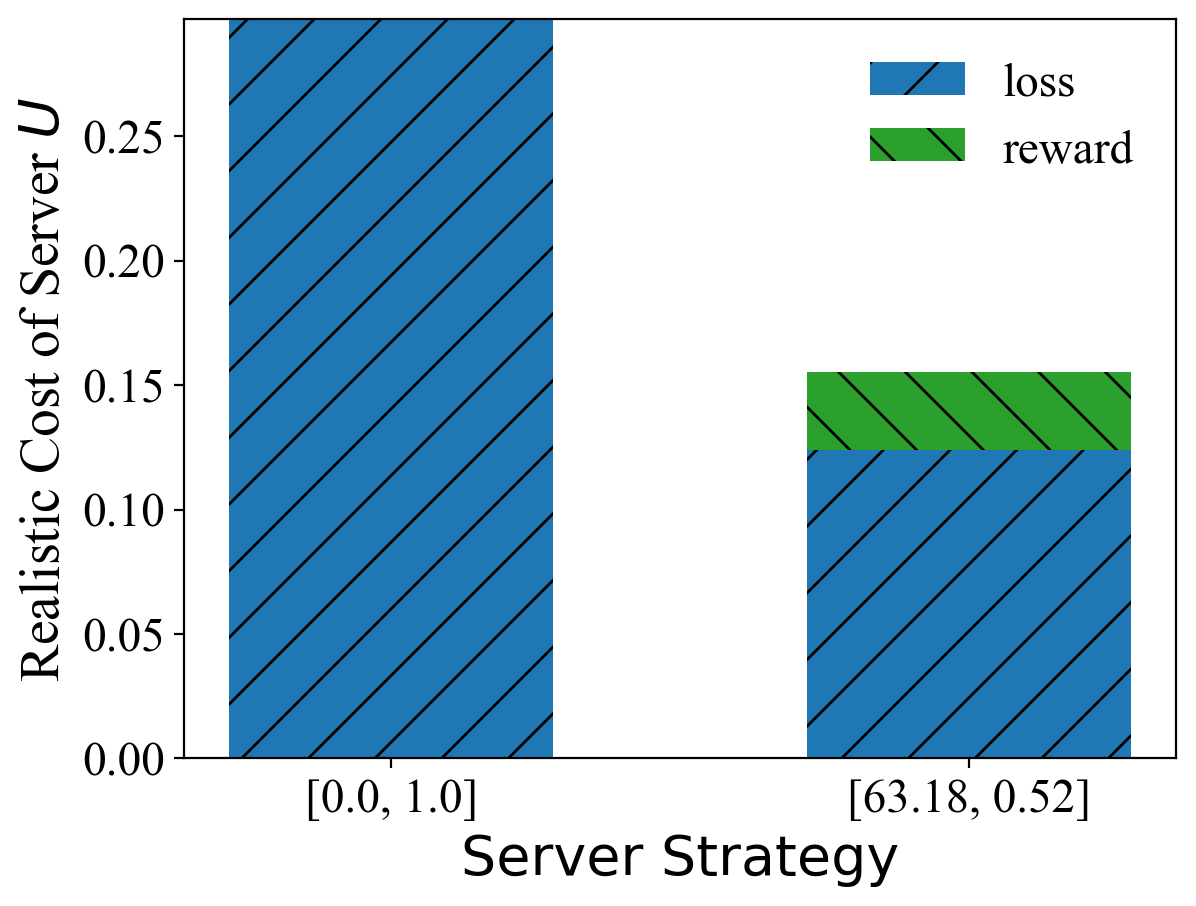 Realistic Cost of Server U
0.25
0.20
0.15
0.10
0.05
0.00
loss
reward
[0.0, 1.0]
[63.18, 0.52]
Server Strategy